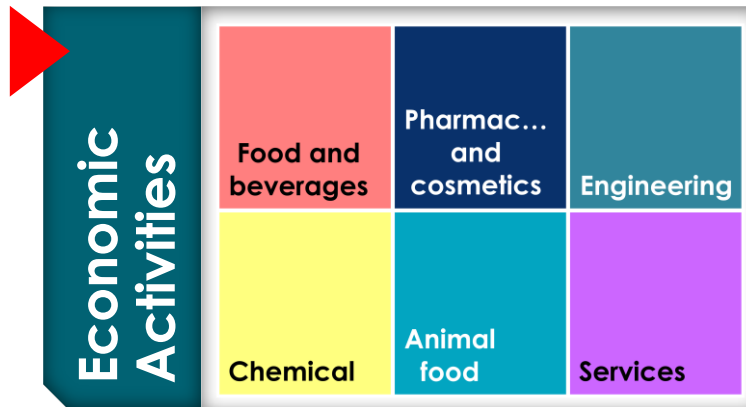 Economic
Activities
Food and
beverages
Pharmac...
and
cosmetics
Engineering
Chemical
Animal
food
Services